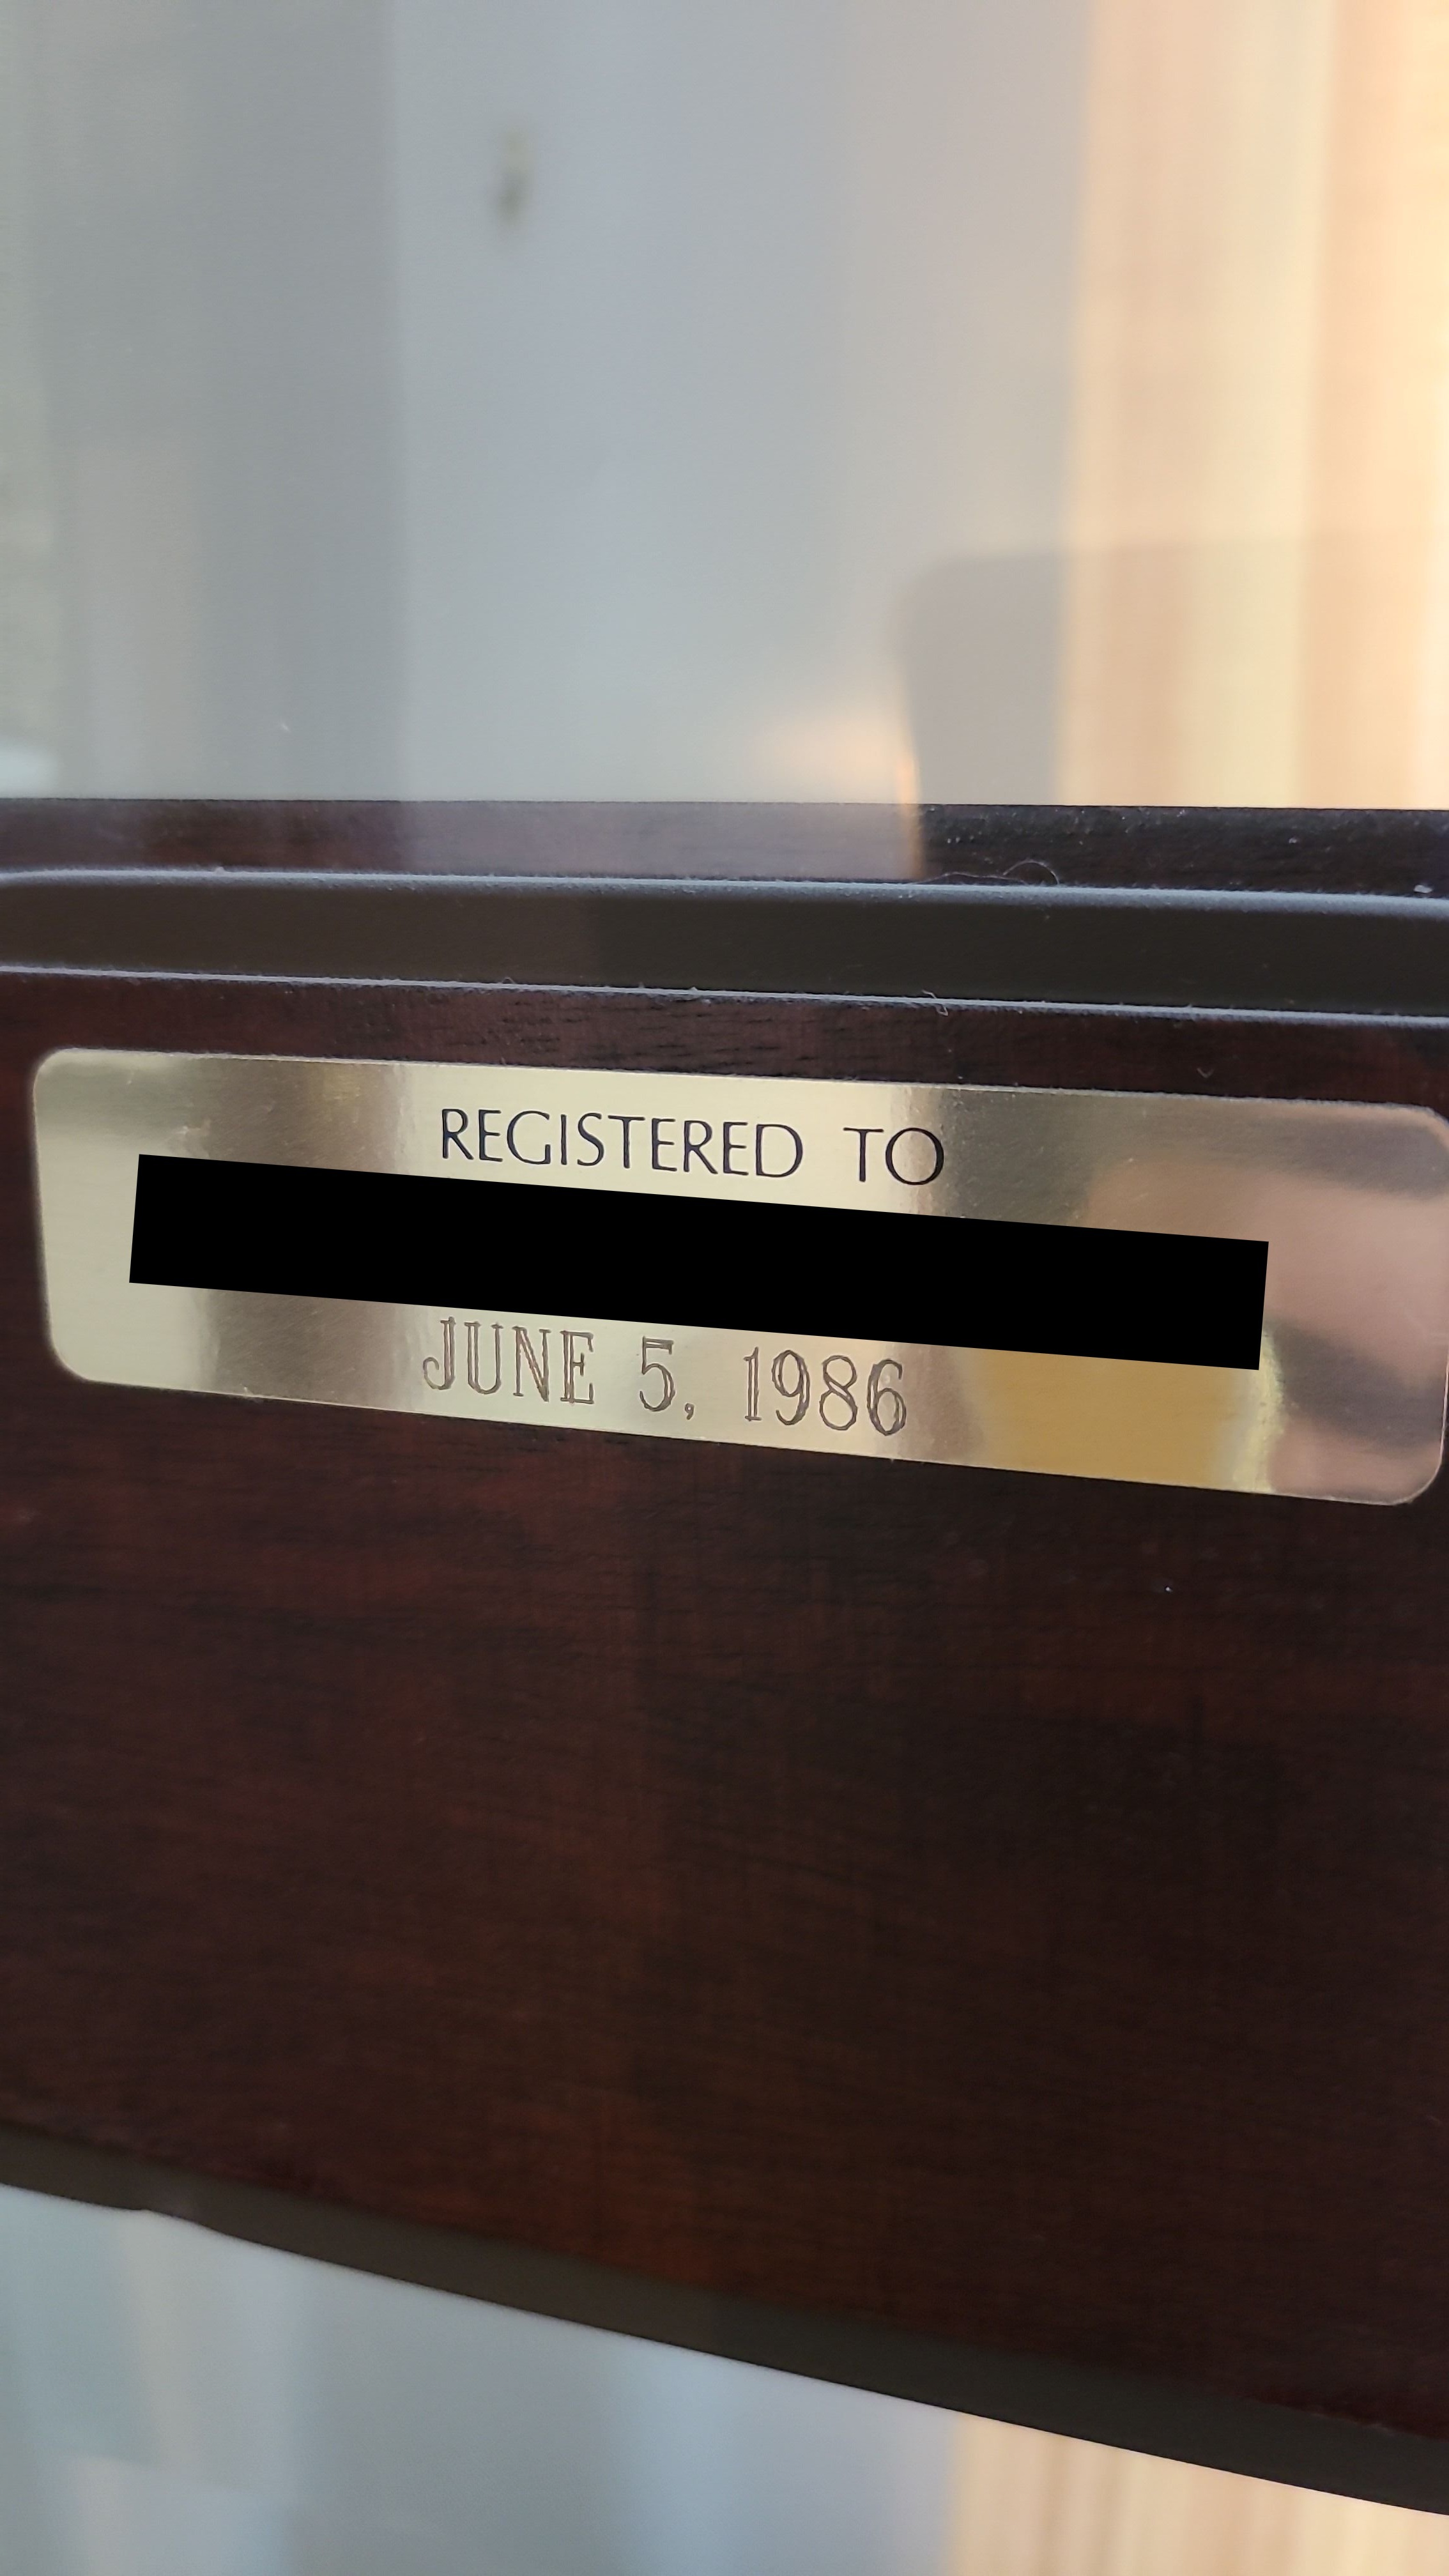 REGISTERED TO
JUNE 5, 1986